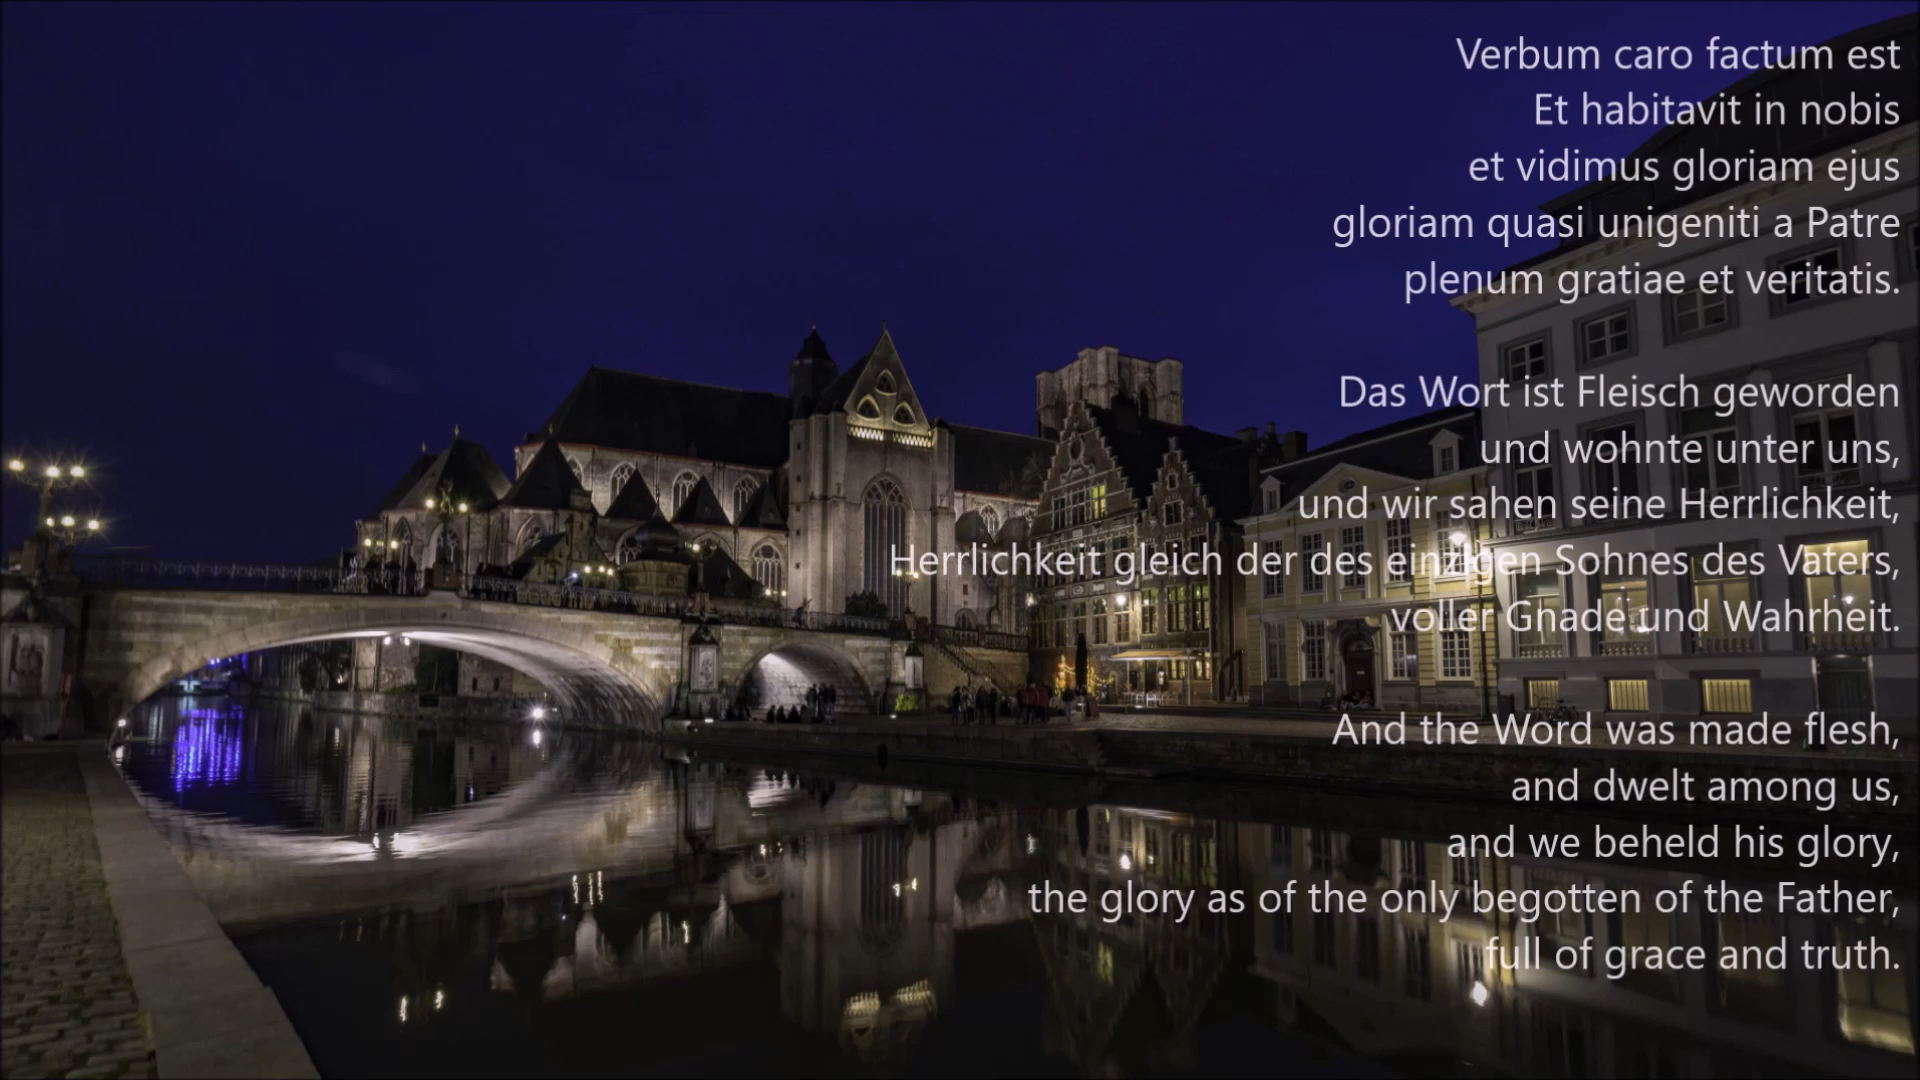 Verbum caro factum est
Et habitavit in nobis
et vidimus gloriam ejus
gloriam quasi unigeniti a Patre
plenum gratiae et veritatis.
Das Wort ist Fleisch geworden
und wohnte unter uns,
und wir sahen seine Herrlichkeit,
Herrlichkeit gleich der des einzigen Sohnes des Vaters,
voller Gnade und Wahrheit.
And the Word was made flesh,
and dwelt among us,
and we beheld his glory,
the glory as of the only begotten of the Father,
full of grace and truth.